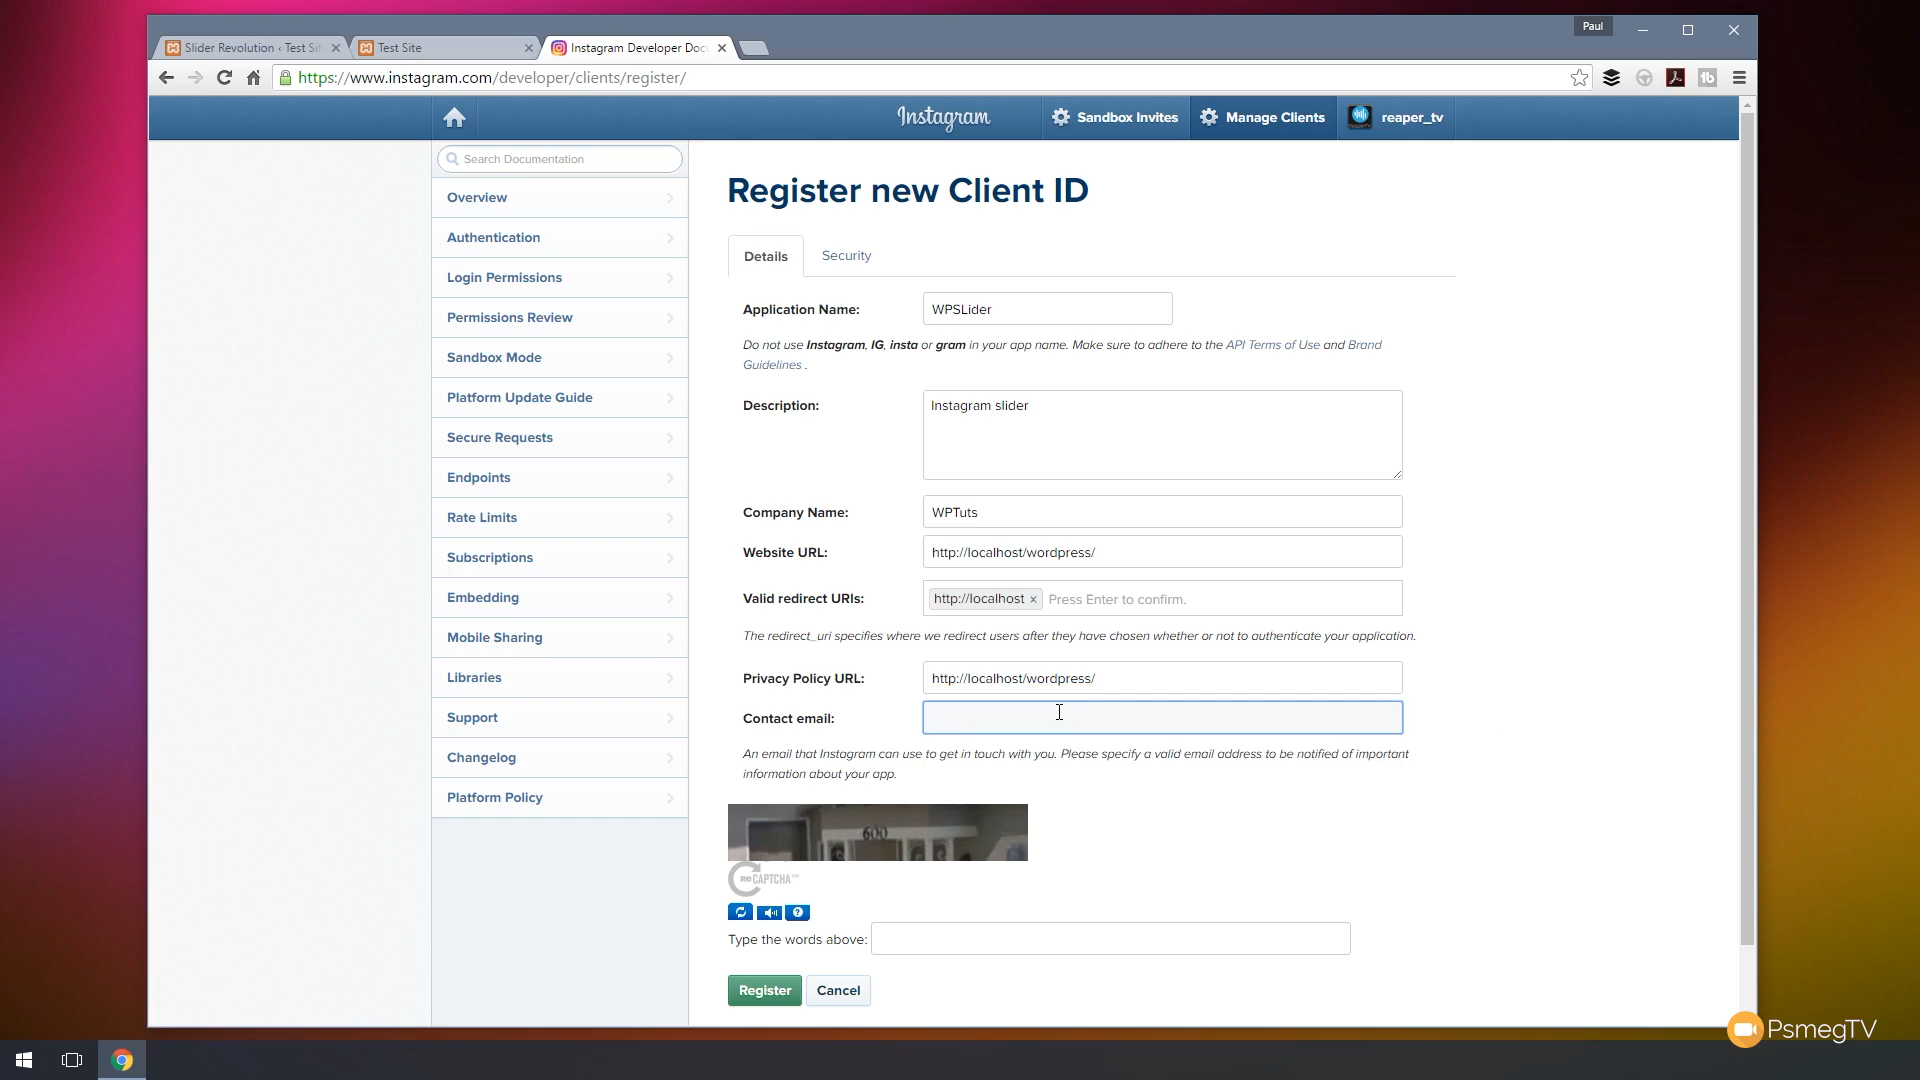 Paul
Slider Revolution ‹ Test Sit
Test Site
Instagram Developer Doc
https://www.instagram.com/developer/clients/register/
Instagram
Sandbox Invites
Manage Clients
reaper_tv
Search Documentation
Overview
Authentication
Login Permissions
Permissions Review
Sandbox Mode
Platform Update Guide
Secure Requests
Endpoints
Rate Limits
Subscriptions
Embedding
Mobile Sharing
Libraries
Support
Changelog
Platform Policy
Register new Client ID
Details
Security
Application Name:
WPSLider
Do not use Instagram, IG, insta or gram in your app name. Make sure to adhere to the API Terms of Use and Brand
Guidelines .
Description:
Instagram slider
Company Name:
WPTuts
Website URL:
http://localhost/wordpress/
Valid redirect URIs:
http://localhost × Press Enter to confirm.
The redirect_uri specifies where we redirect users after they have chosen whether or not to authenticate your application.
Privacy Policy URL:
http://localhost/wordpress/
Contact email:
An email that Instagram can use to get in touch with you. Please specify a valid email address to be notified of important
information about your app.
600
reCAPTCHA™
Type the words above:
Register
Cancel
PsmegTV